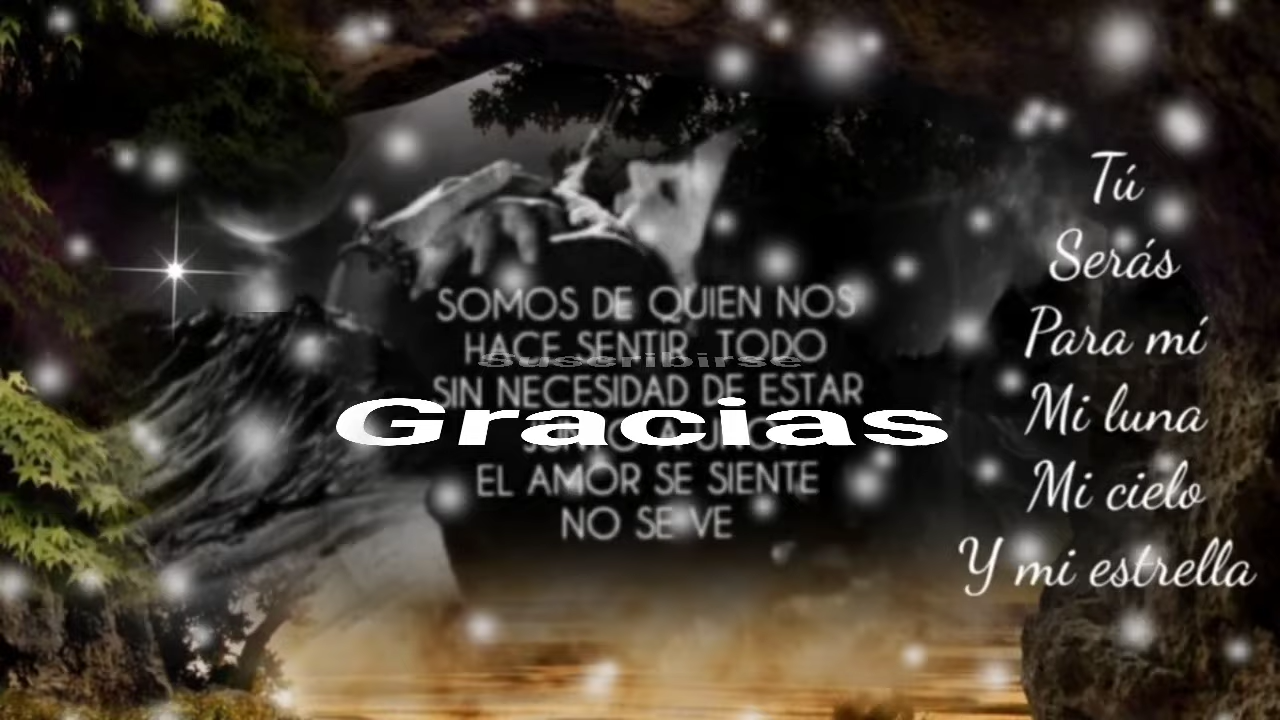 SOMOS DE QUIEN NOS
HACE SENTIR TODO
Suscribirse
SIN NECESIDAD DE ESTAR
Gracias
EL AMOR SE SIENTE
NO SE VE
Tú
Serás
Para mí
Mi luna
Mi cielo
Y mi estrella